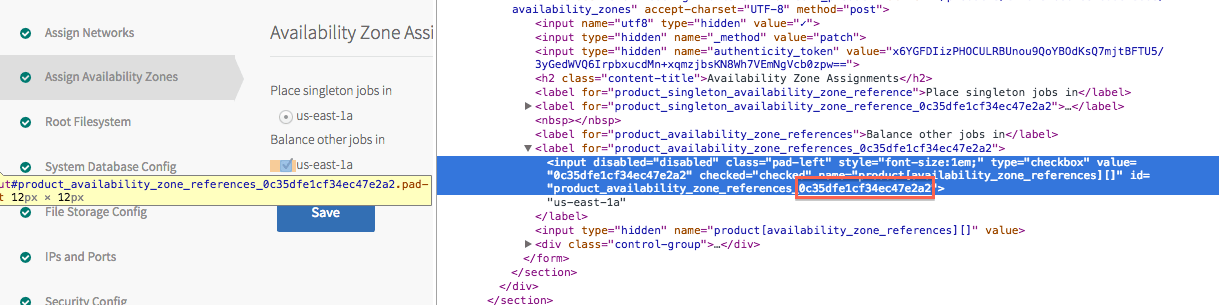 Assign Networks
Assign Availability Zones
Root Filesystem
System Database Config
ut#product_availability_zone_references_0c35dfe1cf34ec47e2a2.pad-
t 12px × 12px
File Storage Config
IPs and Ports
Security Config
Availability Zone Assi
Place singleton jobs in
us-east-1a
Balance other jobs in
us-east-1a
Save
availability_zones" accept-charset="UTF-8" method="post">
<input name="utf8" type="hidden" value="✓">
<input type="hidden" name="_method" value="patch">
<input type="hidden" name="authenticity_token" value="x6YGFDIizPHOCULRBUnou9QoYBOdKsQ7mjtBFTU5/
3yGedWVQ6IrpbxucdMn+xqmzjbsKN8Wh7VEmNgVcb0zpw==">
<h2 class="content-title">Availability Zone Assignments</h2>
<label for="product_singleton_availability_zone_reference">Place singleton jobs in</label>
▶<label for="product_singleton_availability_zone_reference_0c35dfe1cf34ec47e2a2">…</label>
<nbsp></nbsp>
<label for="product_availability_zone_references">Balance other jobs in</label>
▼<label for="product_availability_zone_references_0c35dfe1cf34ec47e2a2">
<input disabled="disabled" class="pad-left" style="font-size:1em;" type="checkbox" value=
"0c35dfe1cf34ec47e2a2" checked="checked" name="product[availability_zone_references][]" id=
"product_availability_zone_references_0c35dfe1cf34ec47e2a2">
"us-east-1a"
</label>
<input type="hidden" name="product[availability_zone_references][]" value>
▶<div class="control-group">…</div>
</form>
</section>
</div>
</section>